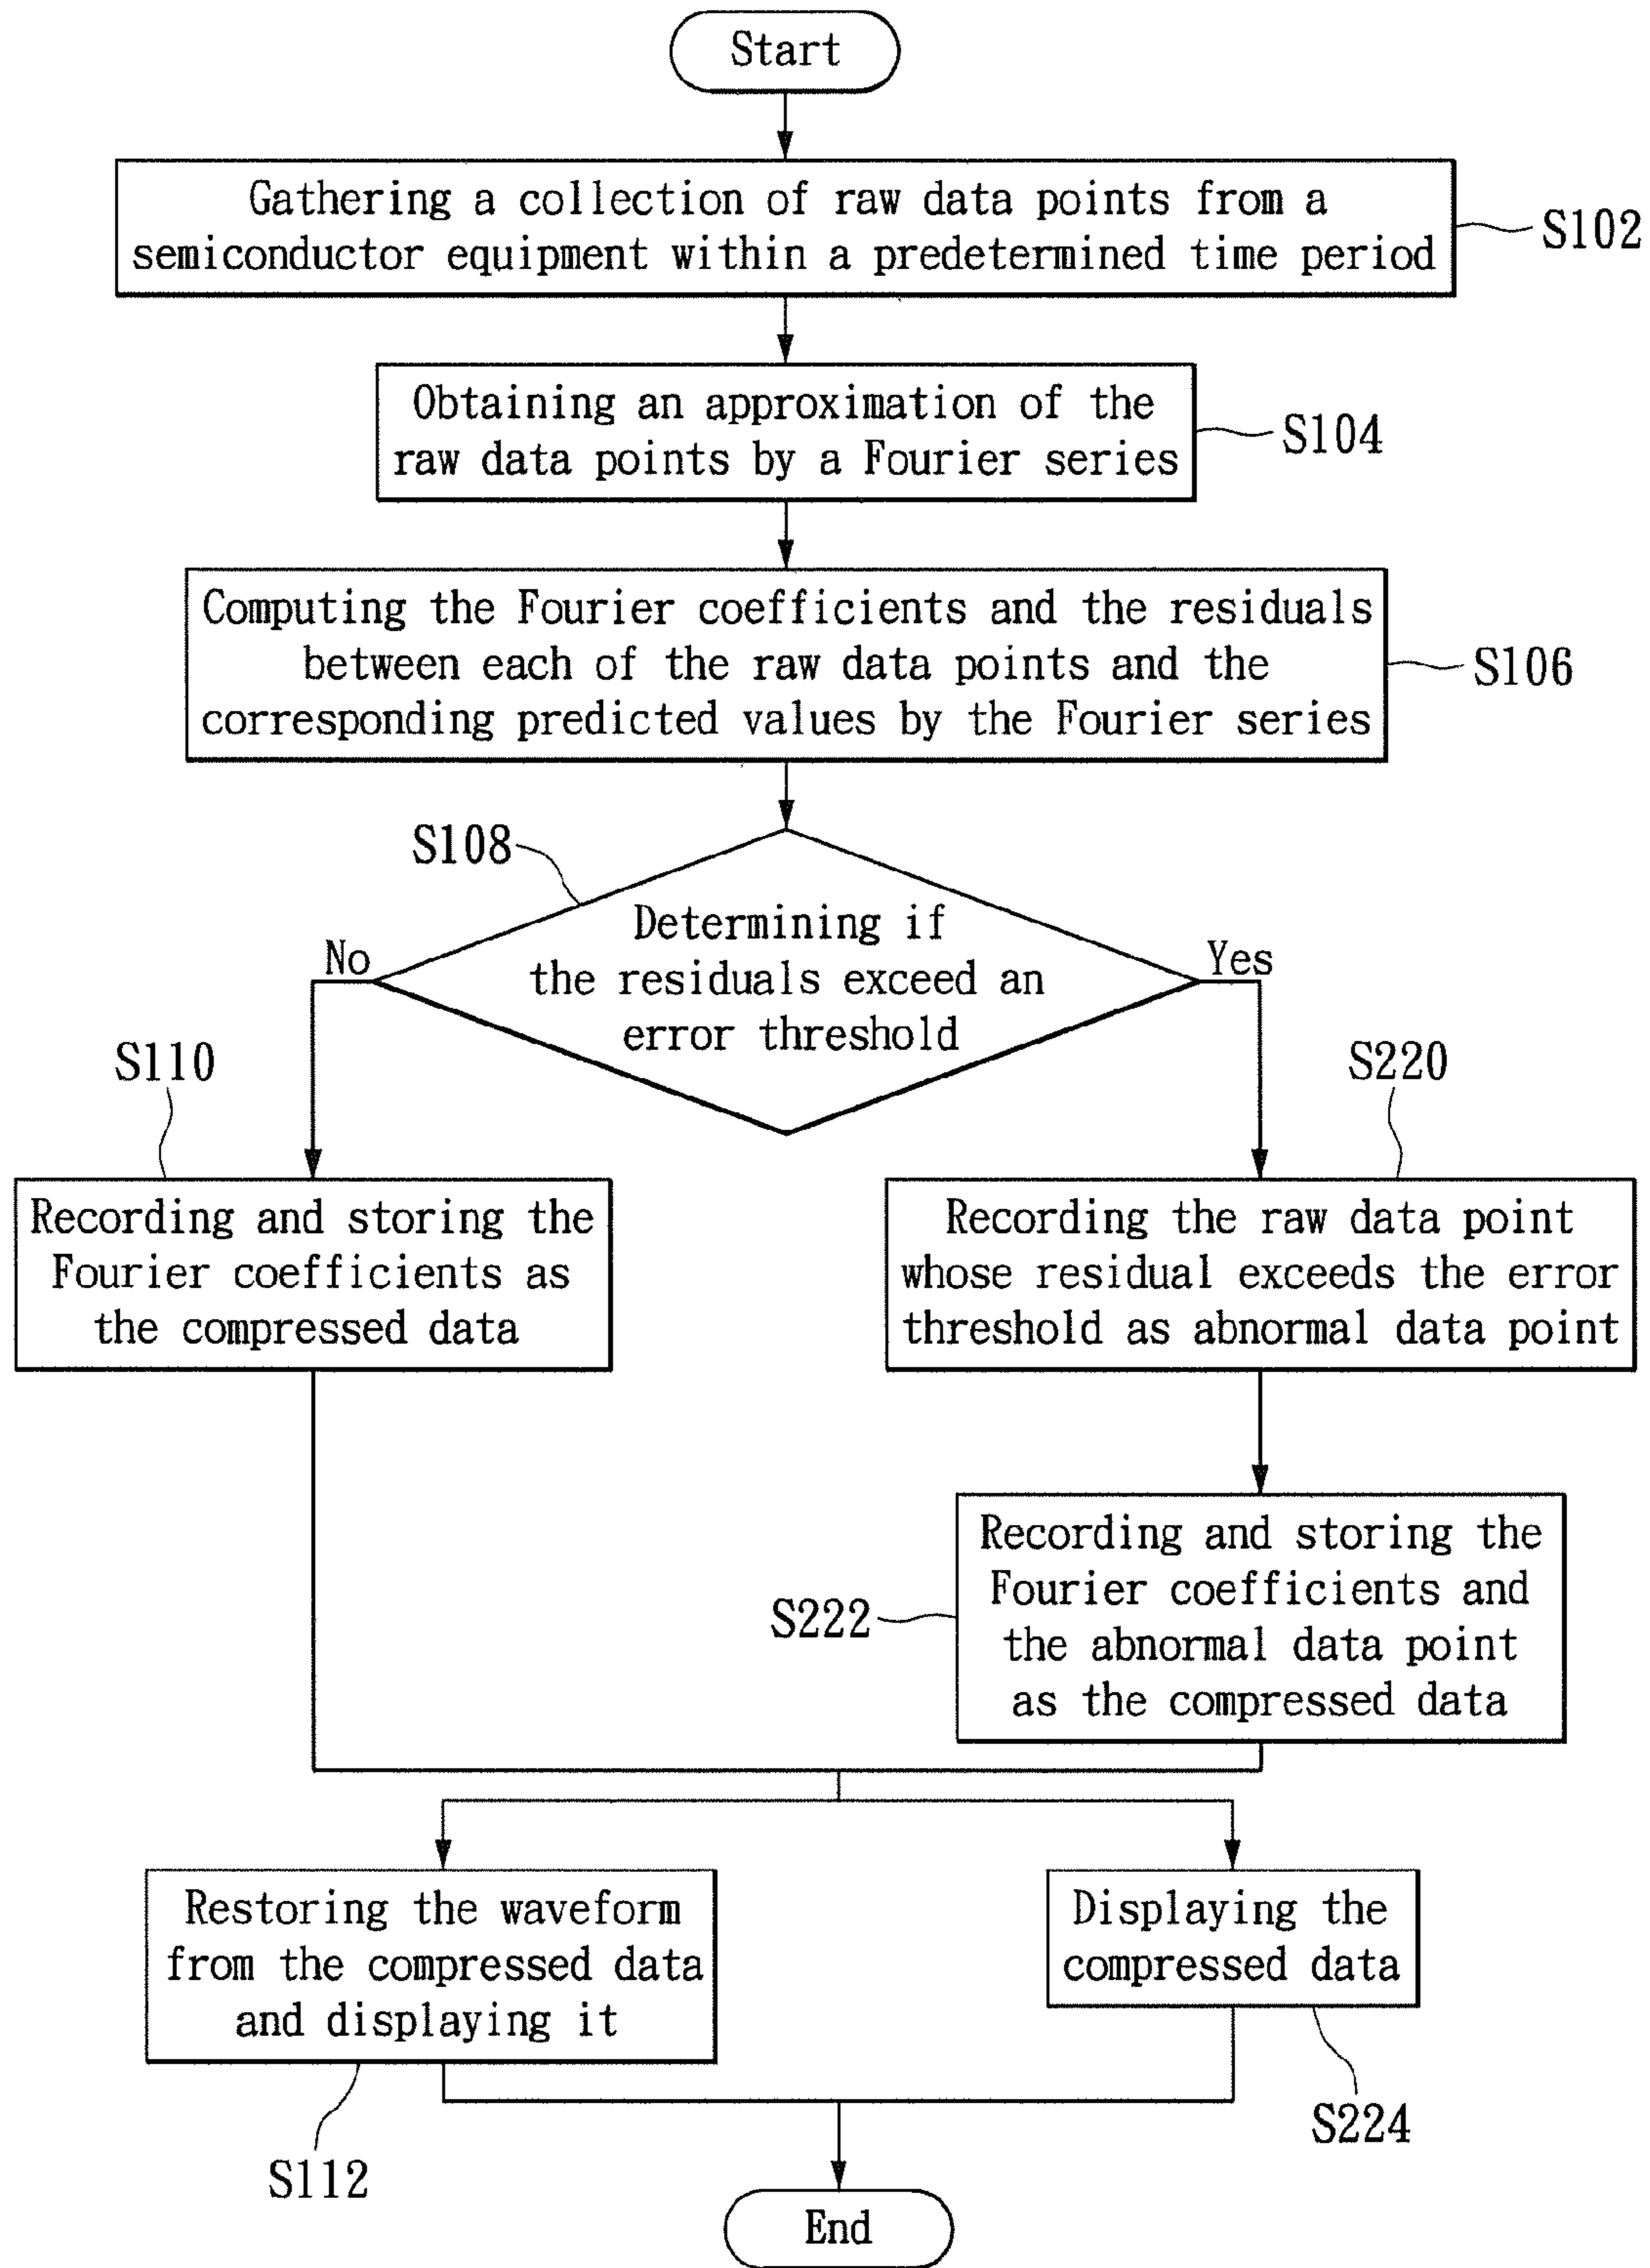 Start
Gathering a collection of raw data points from a
semiconductor equipment within a predetermined time period
S102
Obtaining an approximation of the
raw data points by a Fourier series
S104
Computing the Fourier coefficients and the residuals
between each of the raw data points and the
corresponding predicted values by the Fourier series
S106
S108
Determining if
the residuals exceed an
error threshold
No
Yes
S110
Recording and storing the
Fourier coefficients as
the compressed data
S220
Recording the raw data point
whose residual exceeds the error
threshold as abnormal data point
S222
Recording and storing the
Fourier coefficients and
the abnormal data point
as the compressed data
Restoring the waveform
from the compressed data
and displaying it
S112
Displaying the
compressed data
S224
End